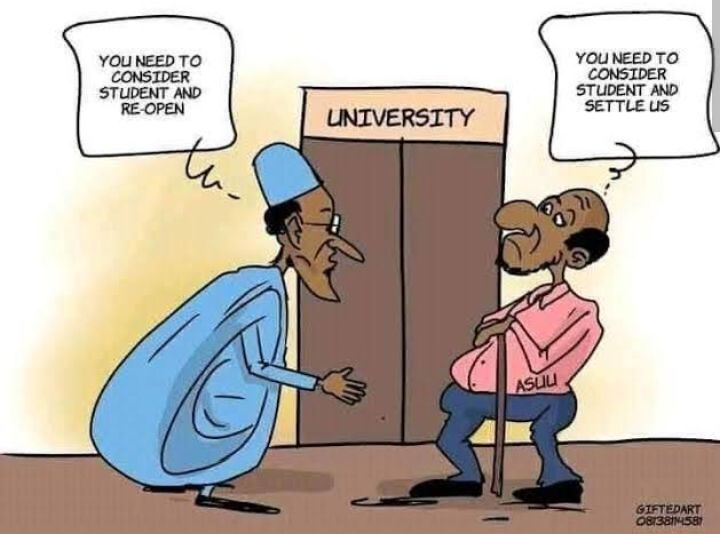 YOU NEED TO
CONSIDER
STUDENT AND
RE-OPEN
UNIVERSITY
YOU NEED TO
CONSIDER
STUDENT AND
SETTLE US
ASUU
GIFTEDART
08138114581